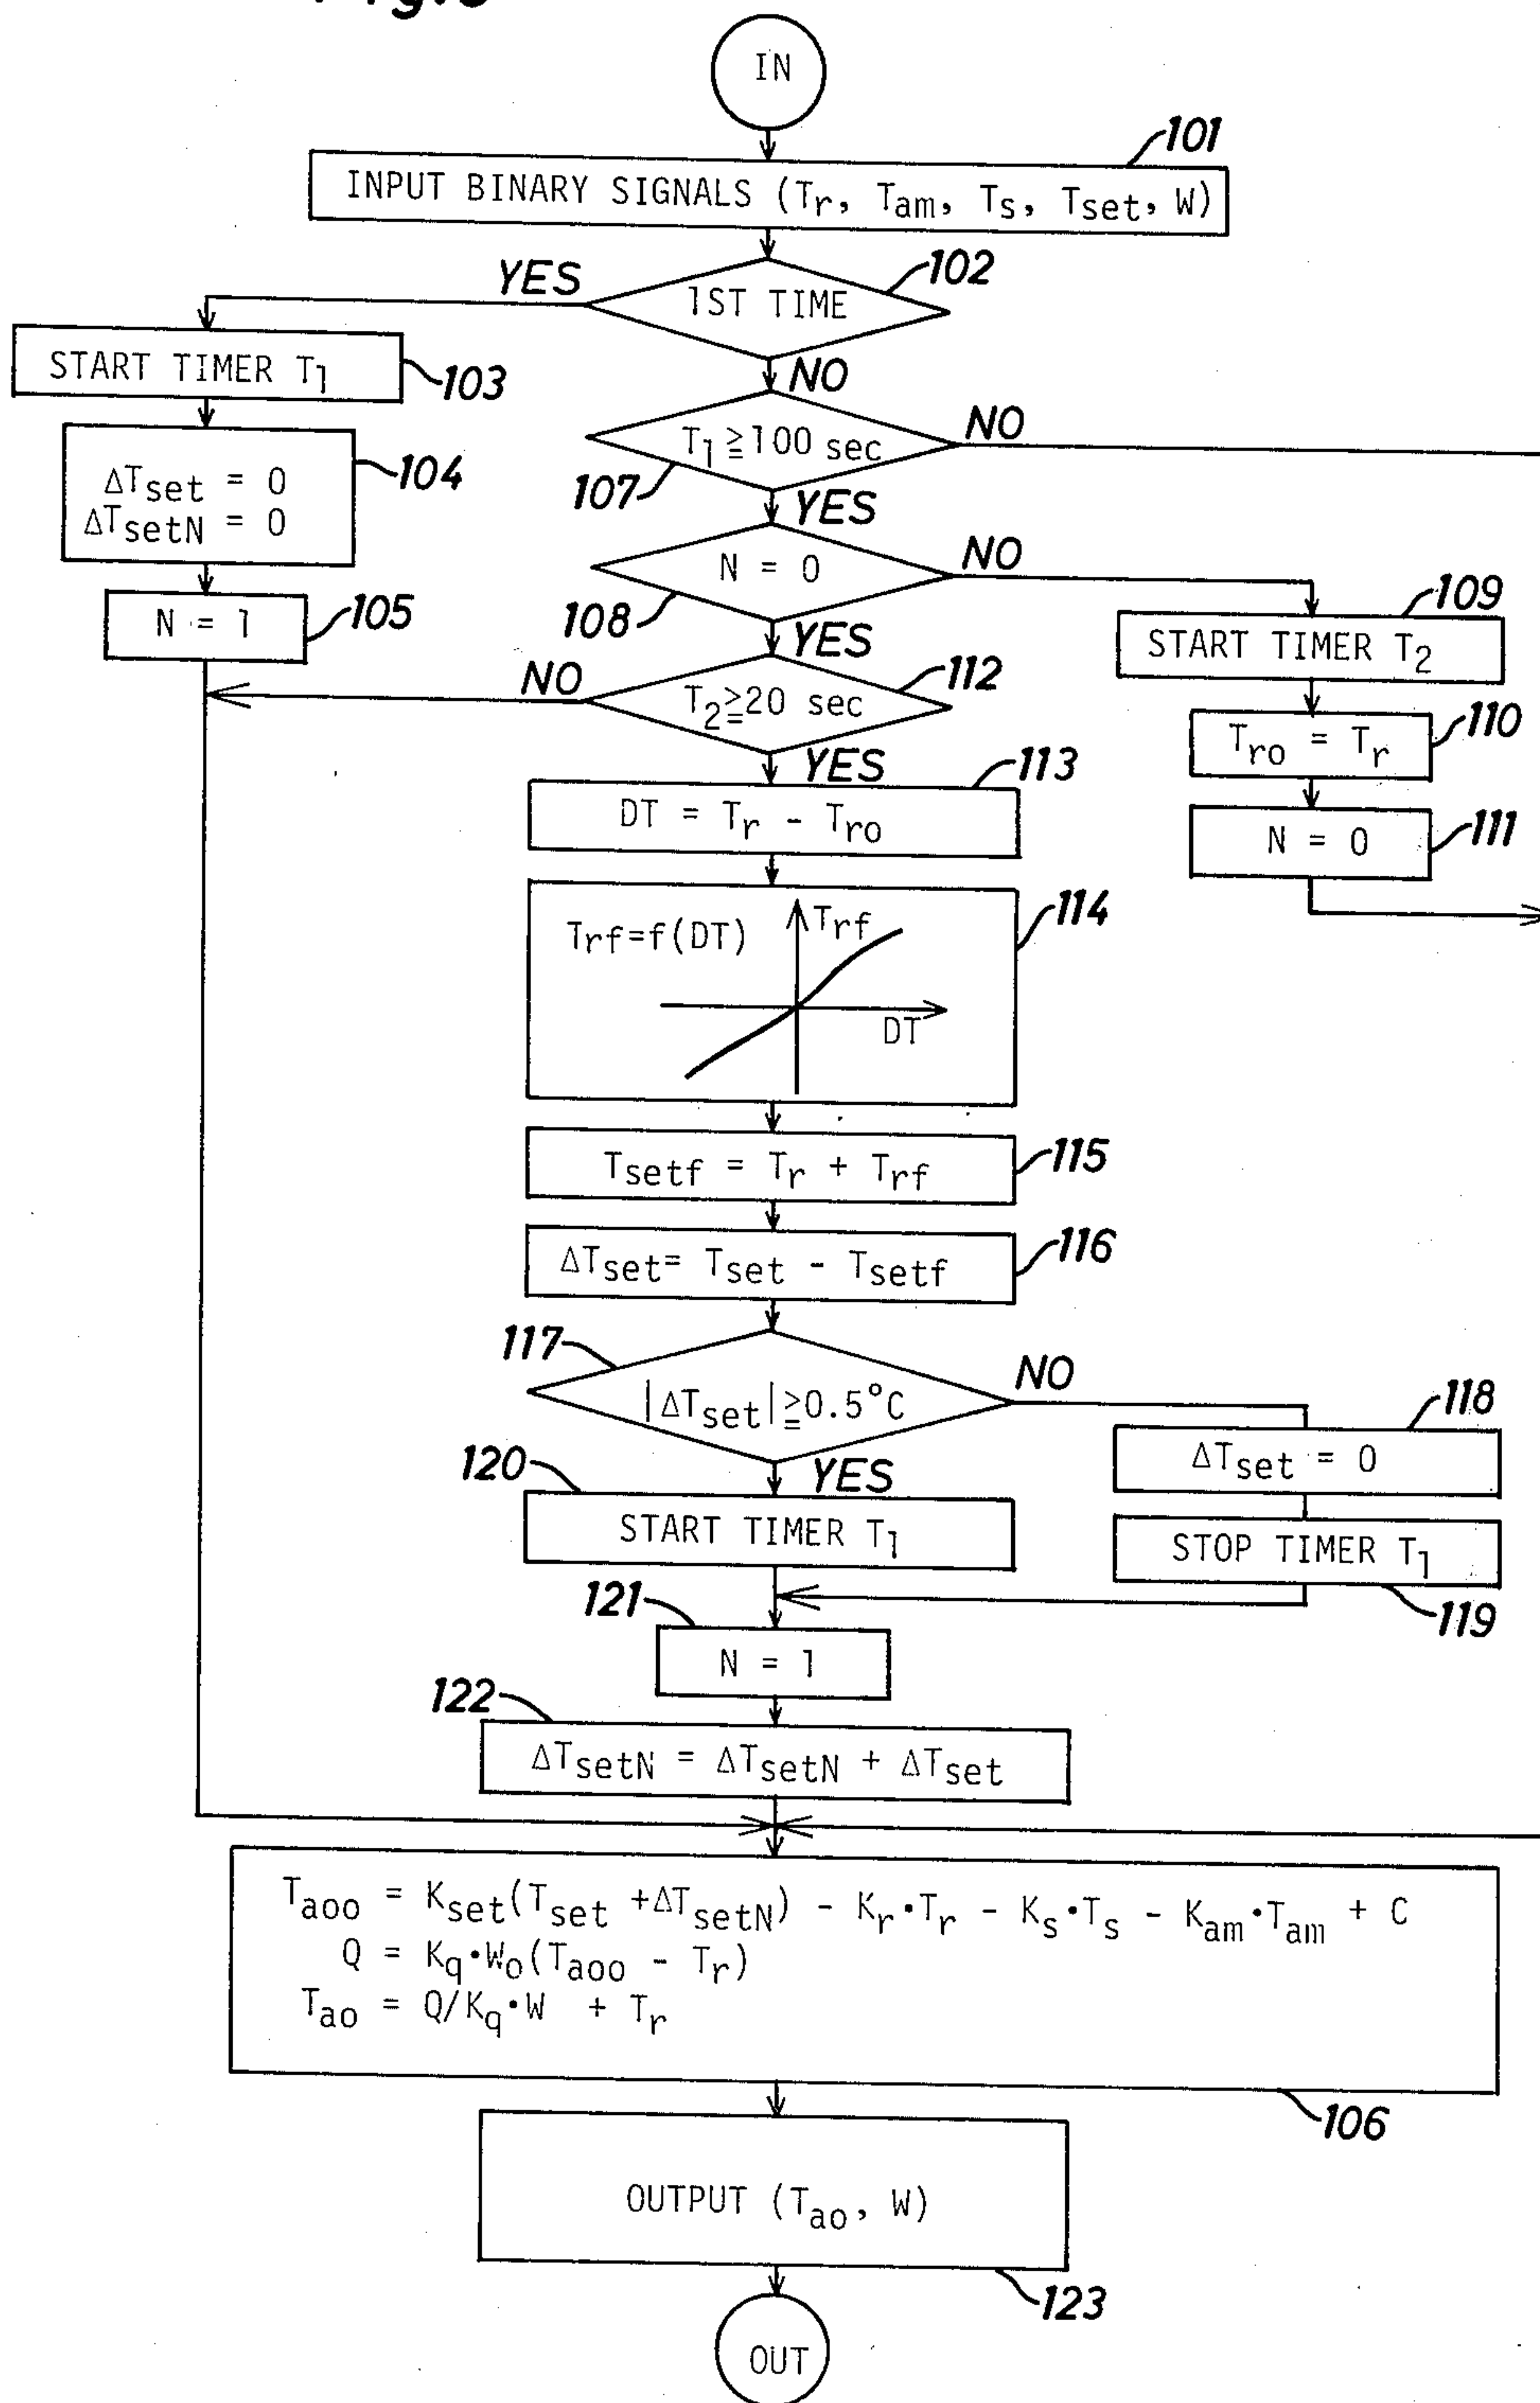 IN
101
INPUT BINARY SIGNALS (Tr, Tam, Ts, Tset, W)
102
YES
1ST TIME
START TIMER T1
103
NO
T1≧100 sec
NO
107
YES
ΔTset = 0
ΔTsetN = 0
104
N = 0
NO
108
YES
N = 1
105
109
START TIMER T2
NO
T2≧20 sec
112
YES
Tro = Tr
110
113
DT = Tr - Tro
N = 0
111
114
Trf=f(DT)
Trf
DT
Tsetf = Tr + Trf
115
ΔTset= Tset - Tsetf
116
117
|ΔTset|≧0.5°C
NO
YES
118
ΔTset = 0
120
START TIMER T1
STOP TIMER T1
119
121
N = 1
122
ΔTsetN = ΔTsetN + ΔTset
Taoo = Kset(Tset +ΔTsetN) - Kr·Tr - Ks·Ts - Kam·Tam + C
Q = Kq·Wo(Taoo - Tr)
Tao = Q/Kq·W + Tr
106
OUTPUT (Tao, W)
123
OUT